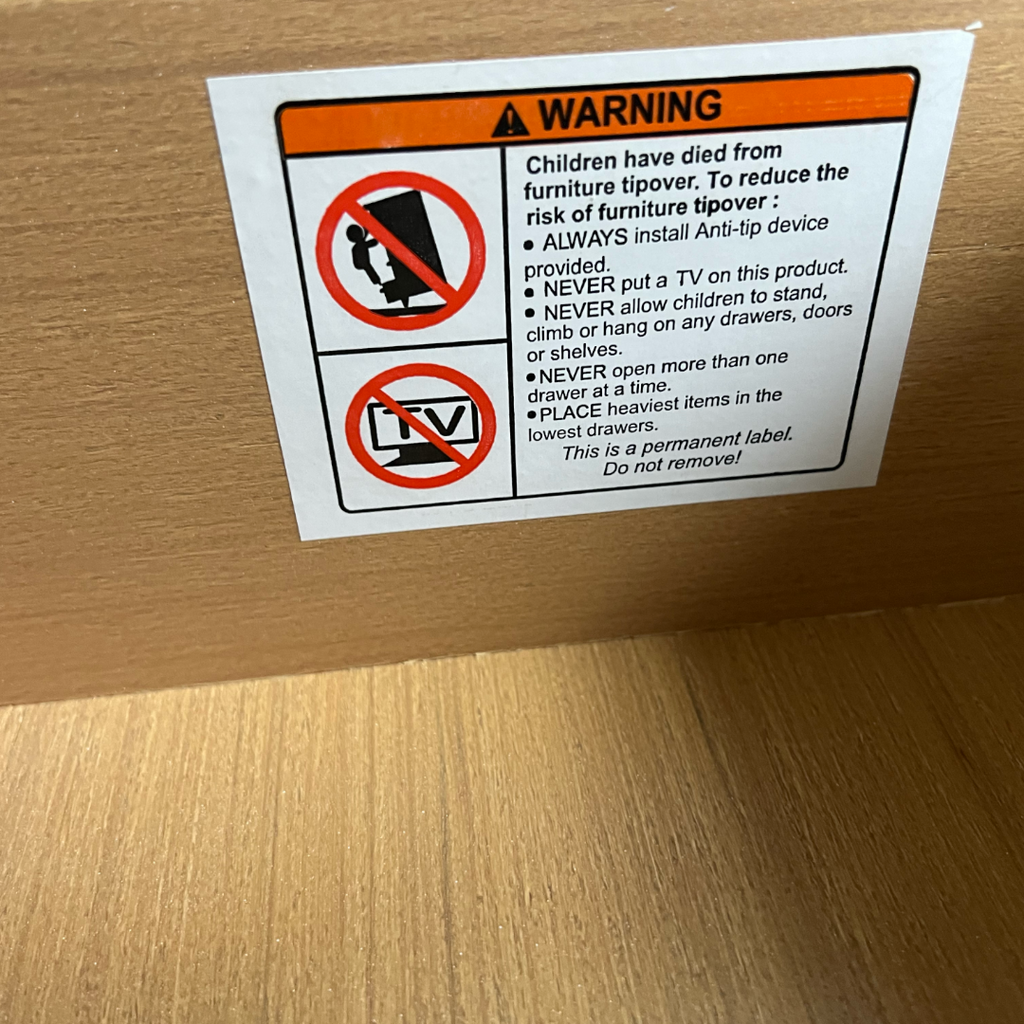 WARNING
Children have died from
furniture tipover. To reduce the
risk of furniture tipover :
• ALWAYS install Anti-tip device
provided.
• NEVER put a TV on this product.
• NEVER allow children to stand,
climb or hang on any drawers, doors
or shelves.
•NEVER open more than one
drawer at a time.
•PLACE heaviest items in the
lowest drawers.
This is a permanent label.
Do not remove!
TV